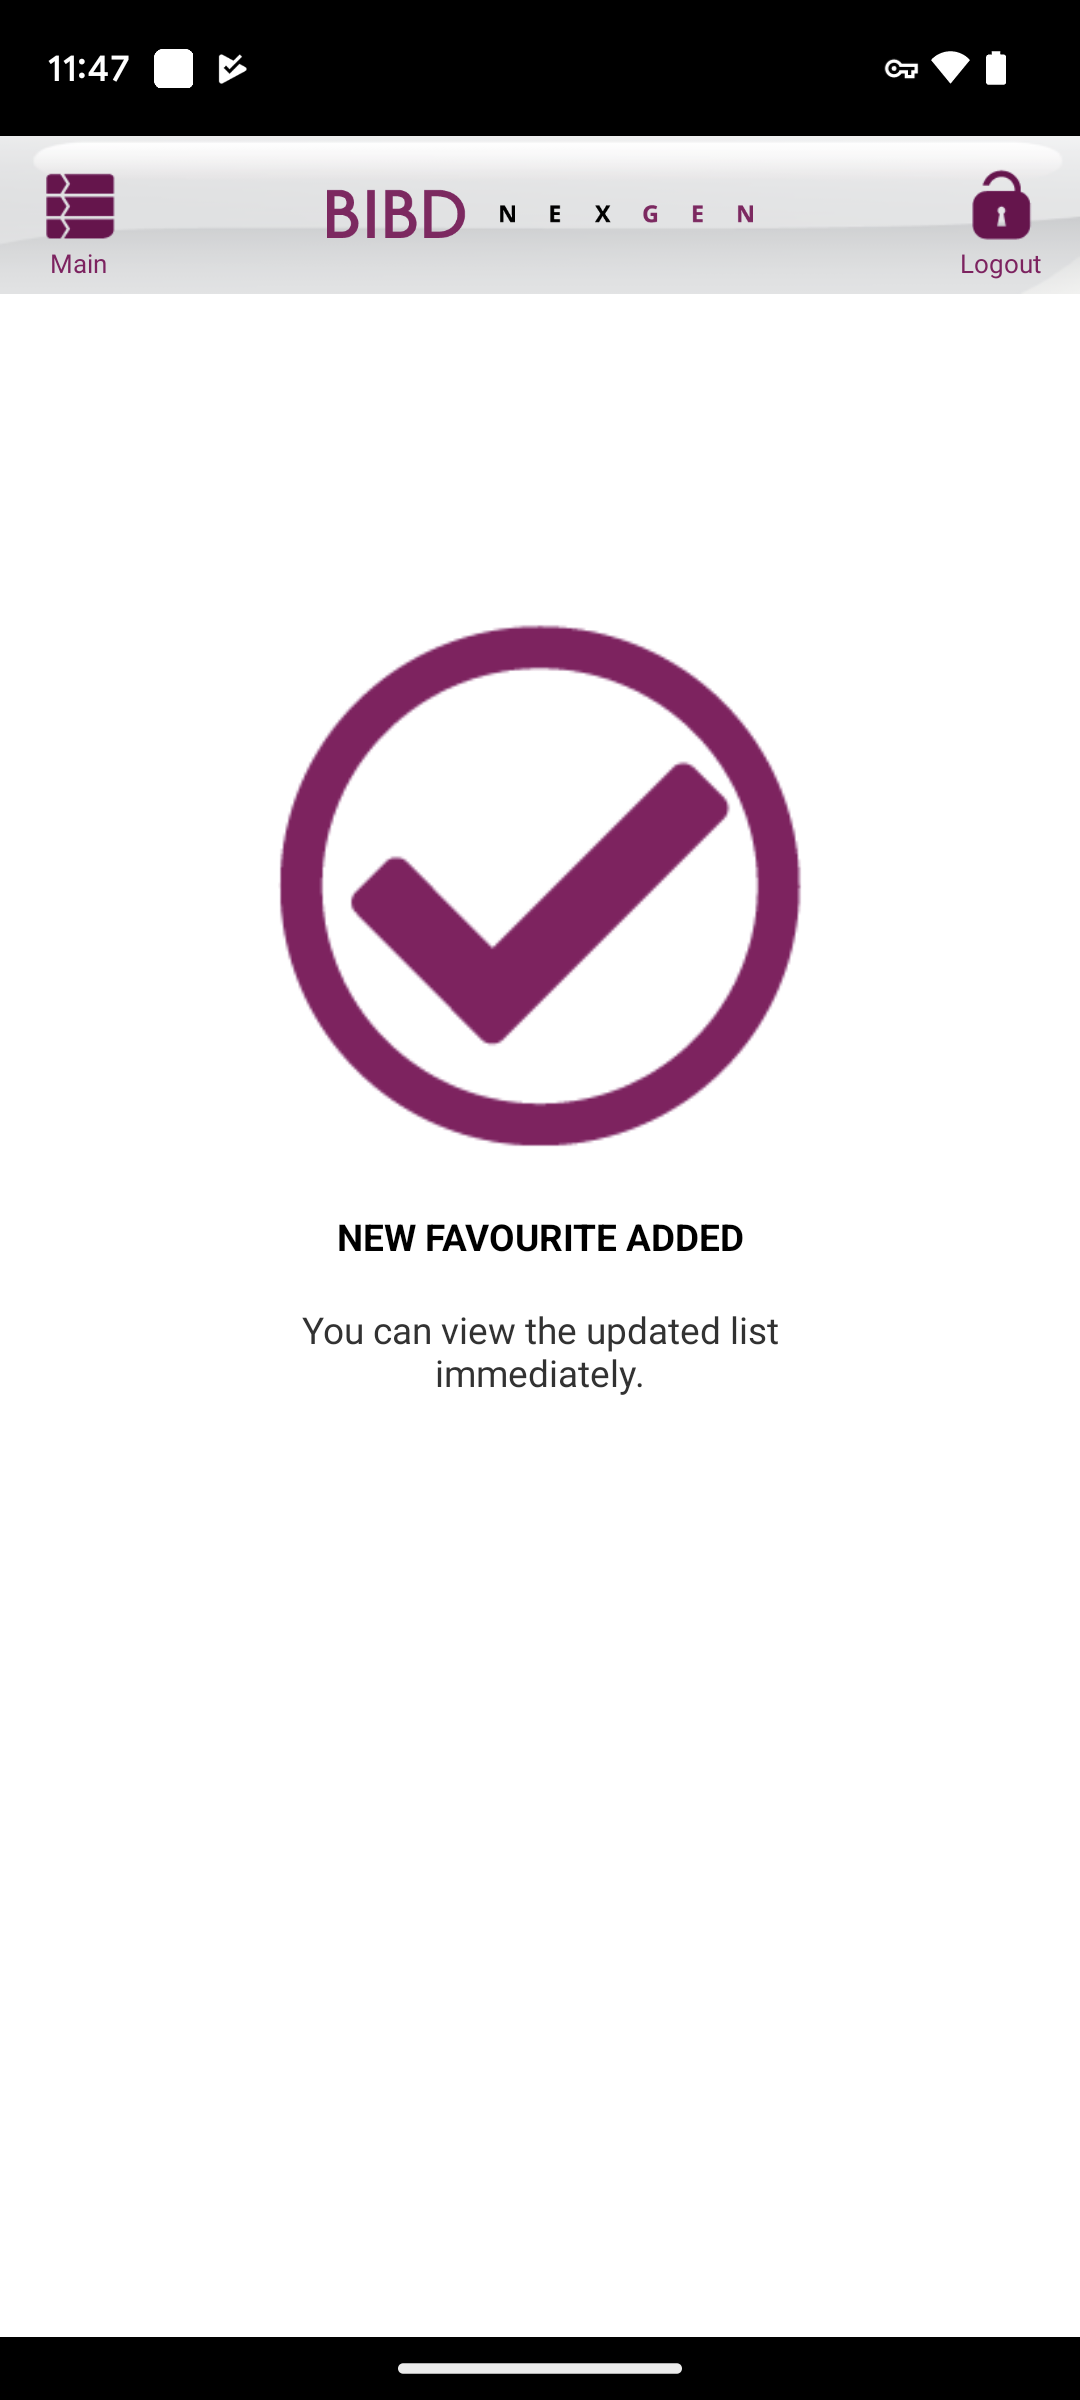 11:47
Main
BIBD NEXGEN
Logout
NEW FAVOURITE ADDED
You can view the updated list
immediately.